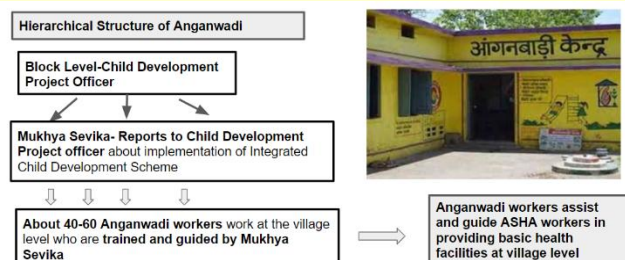 Hierarchical Structure of Anganwadi
Block Level-Child Development
Project Officer
Mukhya Sevika- Reports to Child Development
Project officer about implementation of Integrated
Child Development Scheme
About 40-60 Anganwadi workers work at the village
level who are trained and guided by Mukhya
Sevika
आंगनबाड़ी केन्द्र
Anganwadi workers assist
and guide ASHA workers in
providing basic health
facilities at village level